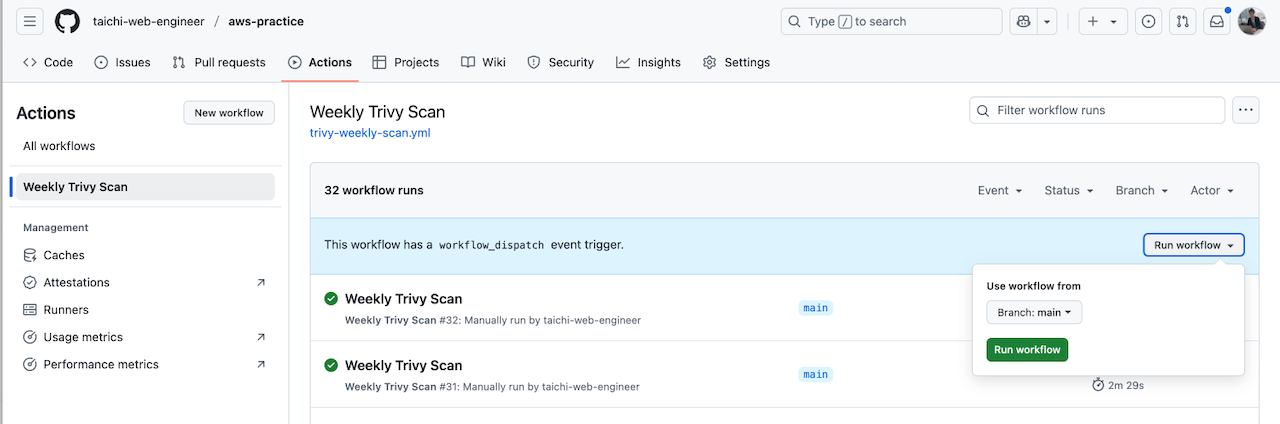 taichi-web-engineer / aws-practice
Type / to search
Code
Issues
Pull requests
Actions
Projects
Wiki
Security
Insights
Settings
Actions
New workflow
All workflows
Weekly Trivy Scan
Management
Caches
Attestations
Runners
Usage metrics
Performance metrics
Weekly Trivy Scan
trivy-weekly-scan.yml
Filter workflow runs
32 workflow runs
Event
Status
Branch
Actor
This workflow has a workflow_dispatch event trigger.
Run workflow
Use workflow from
Branch: main
Run workflow
Weekly Trivy Scan
Weekly Trivy Scan #32: Manually run by taichi-web-engineer
main
Weekly Trivy Scan
Weekly Trivy Scan #31: Manually run by taichi-web-engineer
main
2m 29s